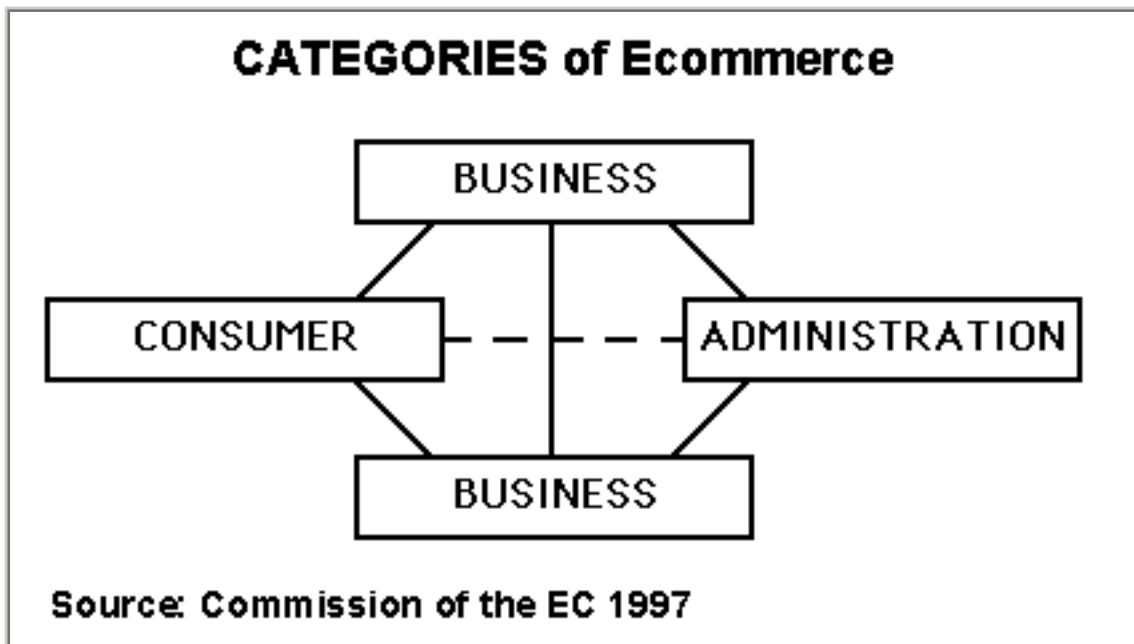 CATEGORIES of Ecommerce
BUSINESS
CONSUMER
ADMINISTRATION
BUSINESS
Source: Commission of the EC 1997